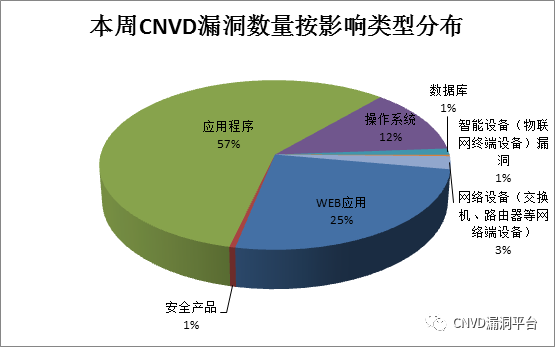 本周CNVD漏洞数量按影响类型分布
数据库
1%
应用程序
57%
操作系统
12%
智能设备（物联
网终端设备）漏
洞
1%
网络设备（交换
机、路由器等网
络端设备）
3%
WEB应用
25%
安全产品
1%
CNVD漏洞平台